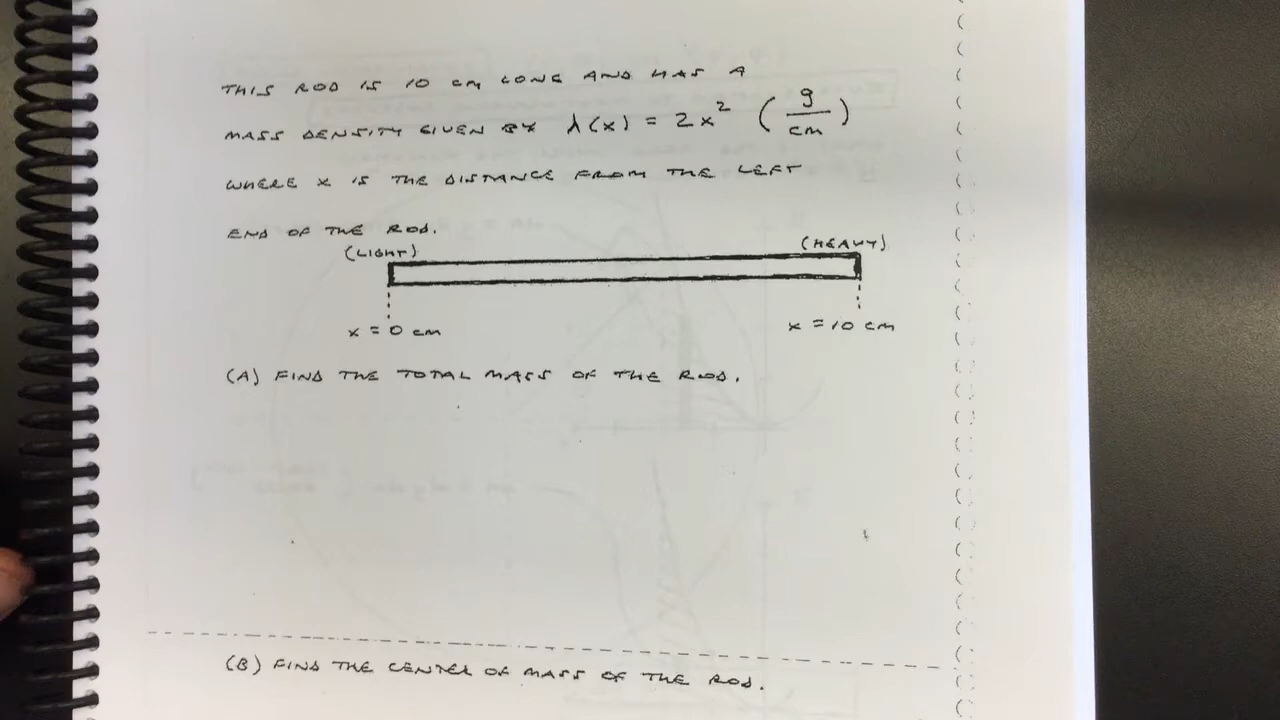 THIS ROD IS 10 cm LONG AND HAS A
MASS DENSITY GIVEN BY λ(x) = 2x² (g/cm)
WHERE x IS THE DISTANCE FROM THE LEFT
END OF THE ROD.
(LIGHT) (HEAVY)
x = 0 cm x = 10 cm
(A) FIND THE TOTAL MASS OF THE ROD.
(B) FIND THE CENTER OF MASS OF THE ROD.